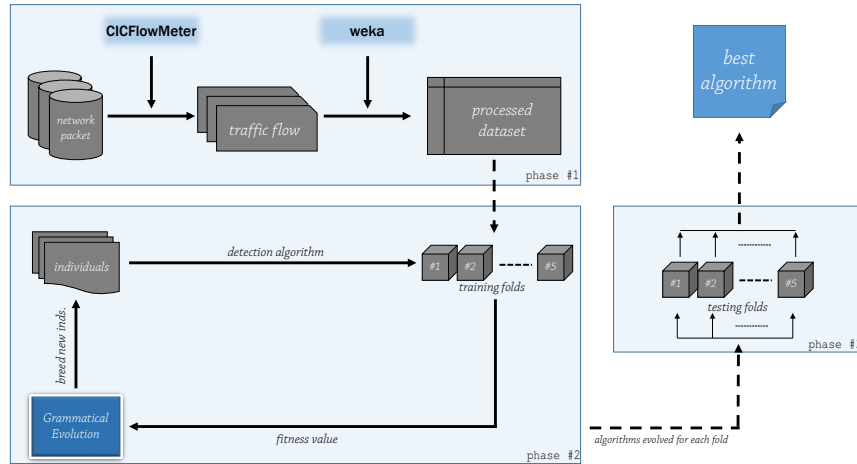 CICFlowMeter
weka
network
packet
traffic flow
processed
dataset
phase #1
best
algorithm
individuals
detection algorithm
#1
#2
#5
training folds
breed new inds.
Grammatical
Evolution
fitness value
phase #2
#1
#2
#5
testing folds
phase #
algorithms evolved for each fold